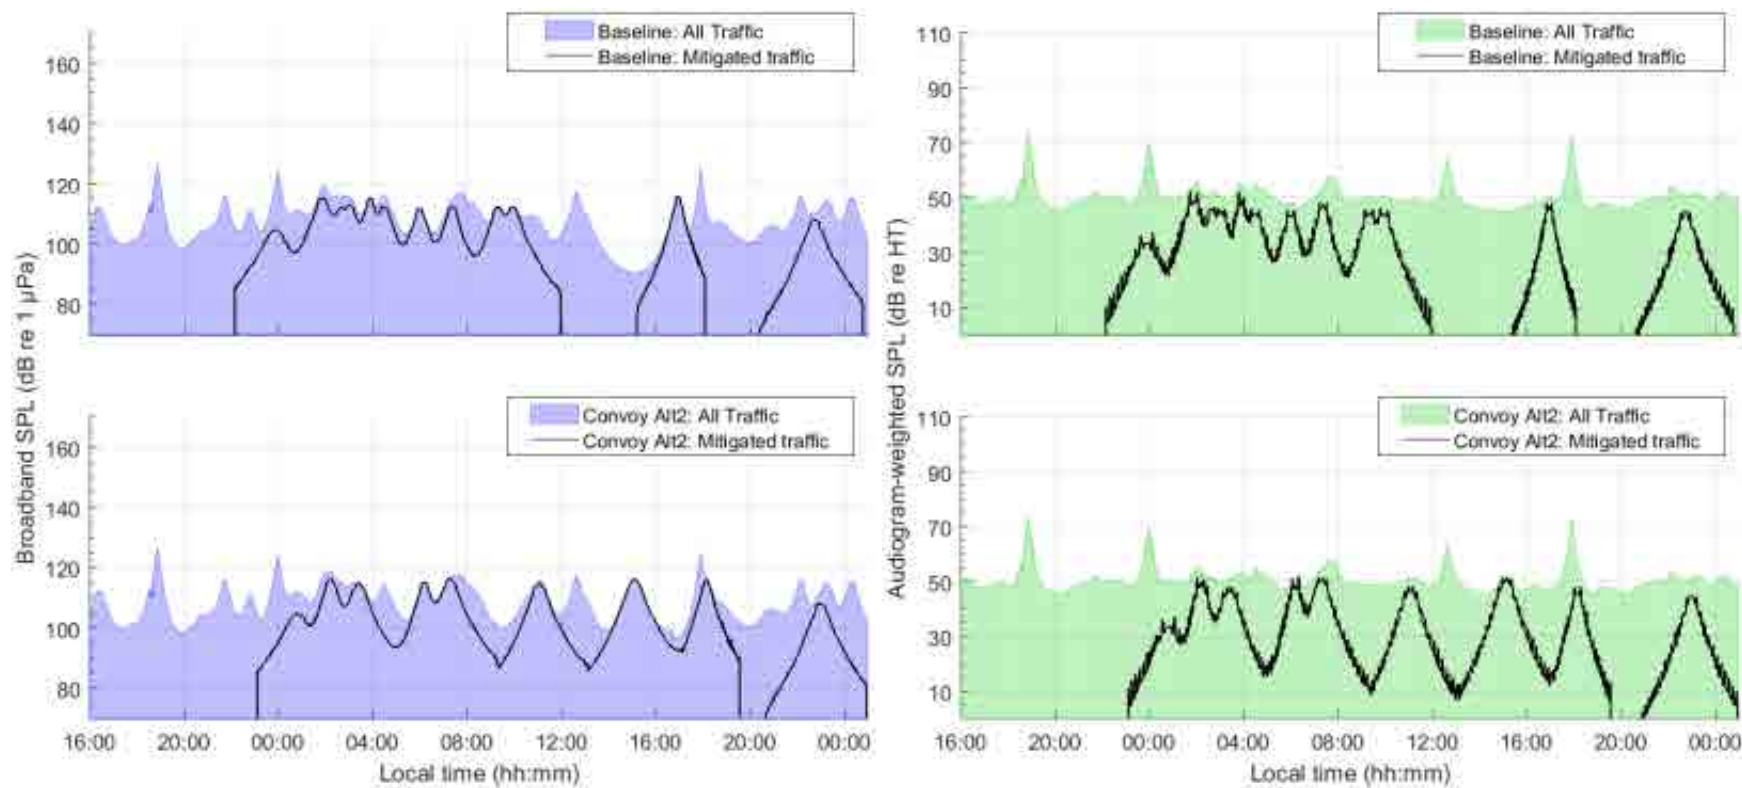 Broadband SPL (dB re 1 µPa)
Baseline: All Traffic
Baseline: Mitigated traffic
160
140
120
100
80
Convoy Alt2: All Traffic
Convoy Alt2: Mitigated traffic
160
140
120
100
80
16:00 20:00 00:00 04:00 08:00 12:00 16:00 20:00 00:00
Local time (hh:mm)
Audiogram-weighted SPL (dB re HT)
Baseline: All Traffic
Baseline: Mitigated traffic
110
90
70
50
30
10
Convoy Alt2: All Traffic
Convoy Alt2: Mitigated traffic
110
90
70
50
30
10
16:00 20:00 00:00 04:00 08:00 12:00 16:00 20:00 00:00
Local time (hh:mm)